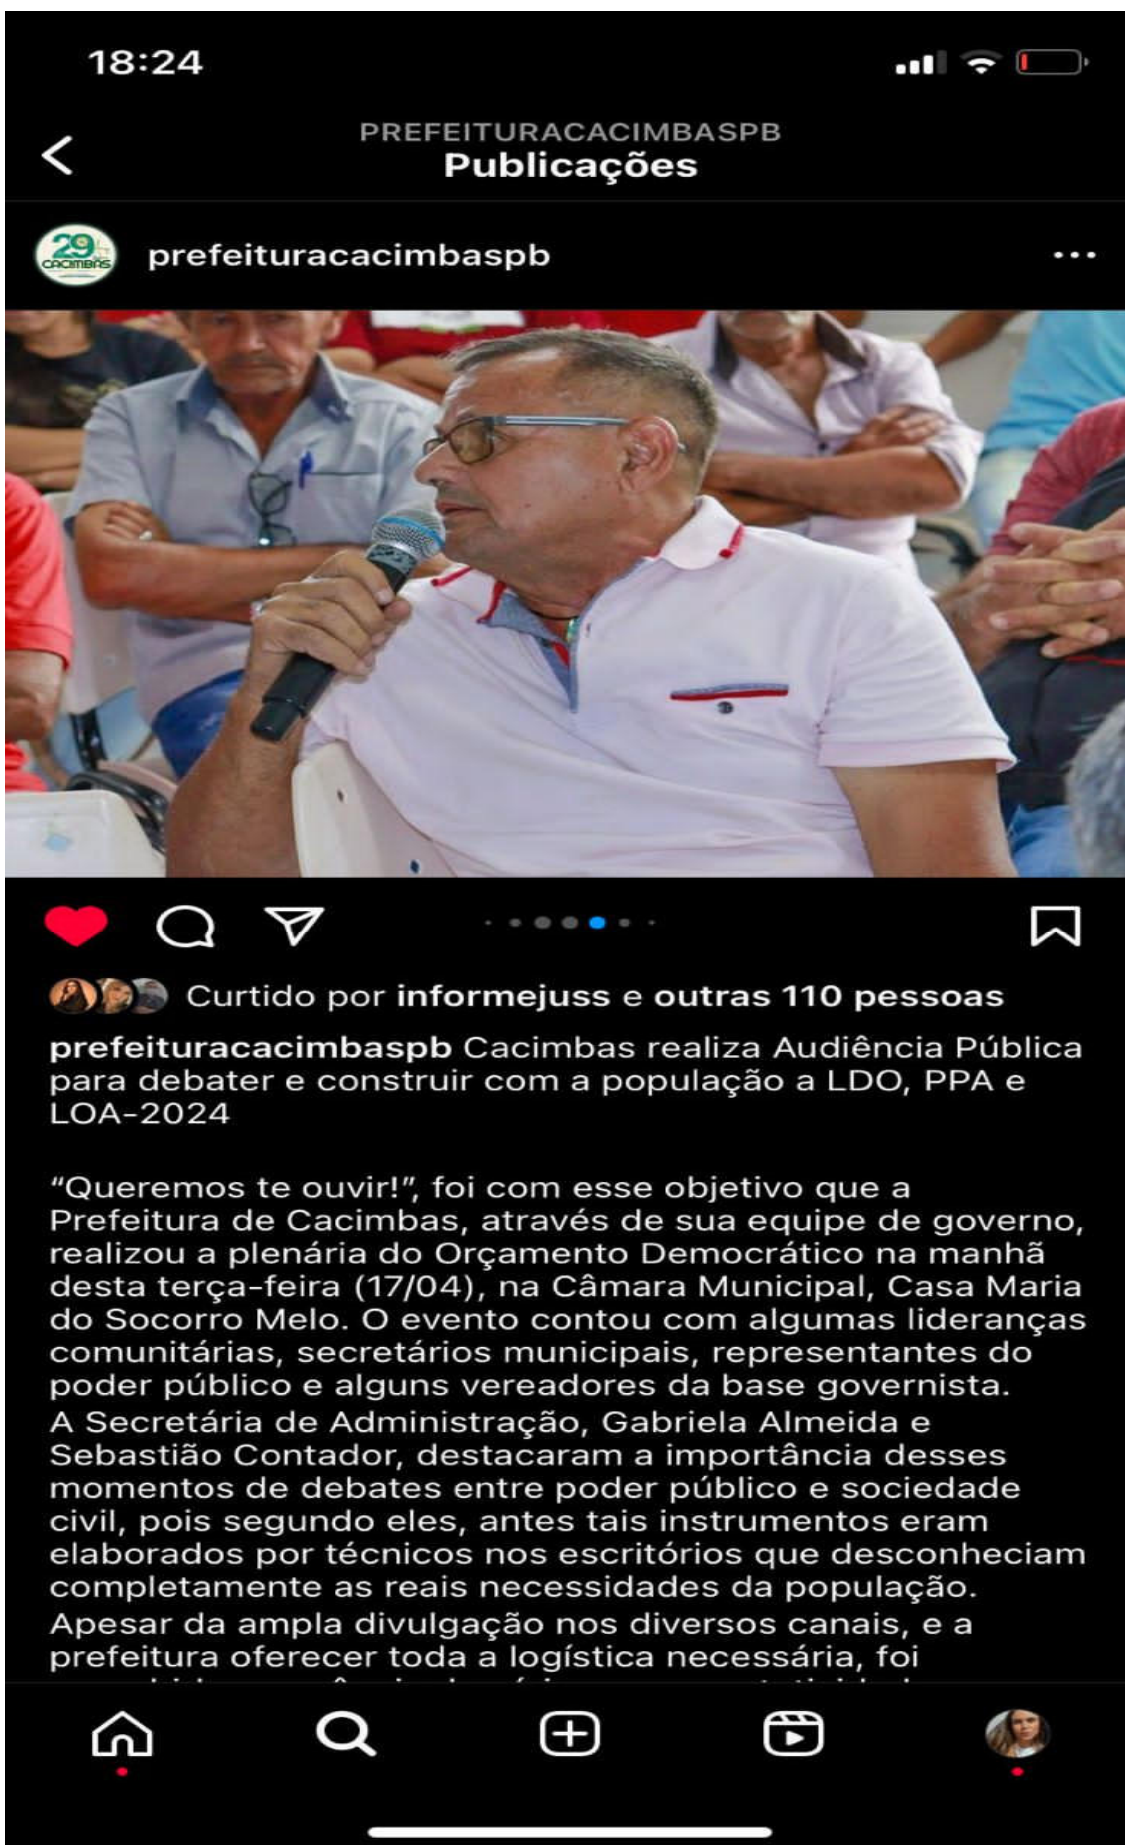 18:24
PREFEITURACACIMBASPB
Publicações
29
CACIMBAS
prefeituracacimbaspb
Curtido por informejuss e outras 110 pessoas
prefeituracacimbaspb Cacimbas realiza Audiência Pública
para debater e construir com a população a LDO, PPA e
LOA-2024
“Queremos te ouvir!”, foi com esse objetivo que a
Prefeitura de Cacimbas, através de sua equipe de governo,
realizou a plenária do Orçamento Democrático na manhã
desta terça-feira (17/04), na Câmara Municipal, Casa Maria
do Socorro Melo. O evento contou com algumas lideranças
comunitárias, secretários municipais, representantes do
poder público e alguns vereadores da base governista.
A Secretária de Administração, Gabriela Almeida e
Sebastião Contador, destacaram a importância desses
momentos de debates entre poder público e sociedade
civil, pois segundo eles, antes tais instrumentos eram
elaborados por técnicos nos escritórios que desconheciam
completamente as reais necessidades da população.
Apesar da ampla divulgação nos diversos canais, e a
prefeitura oferecer toda a logística necessária, foi